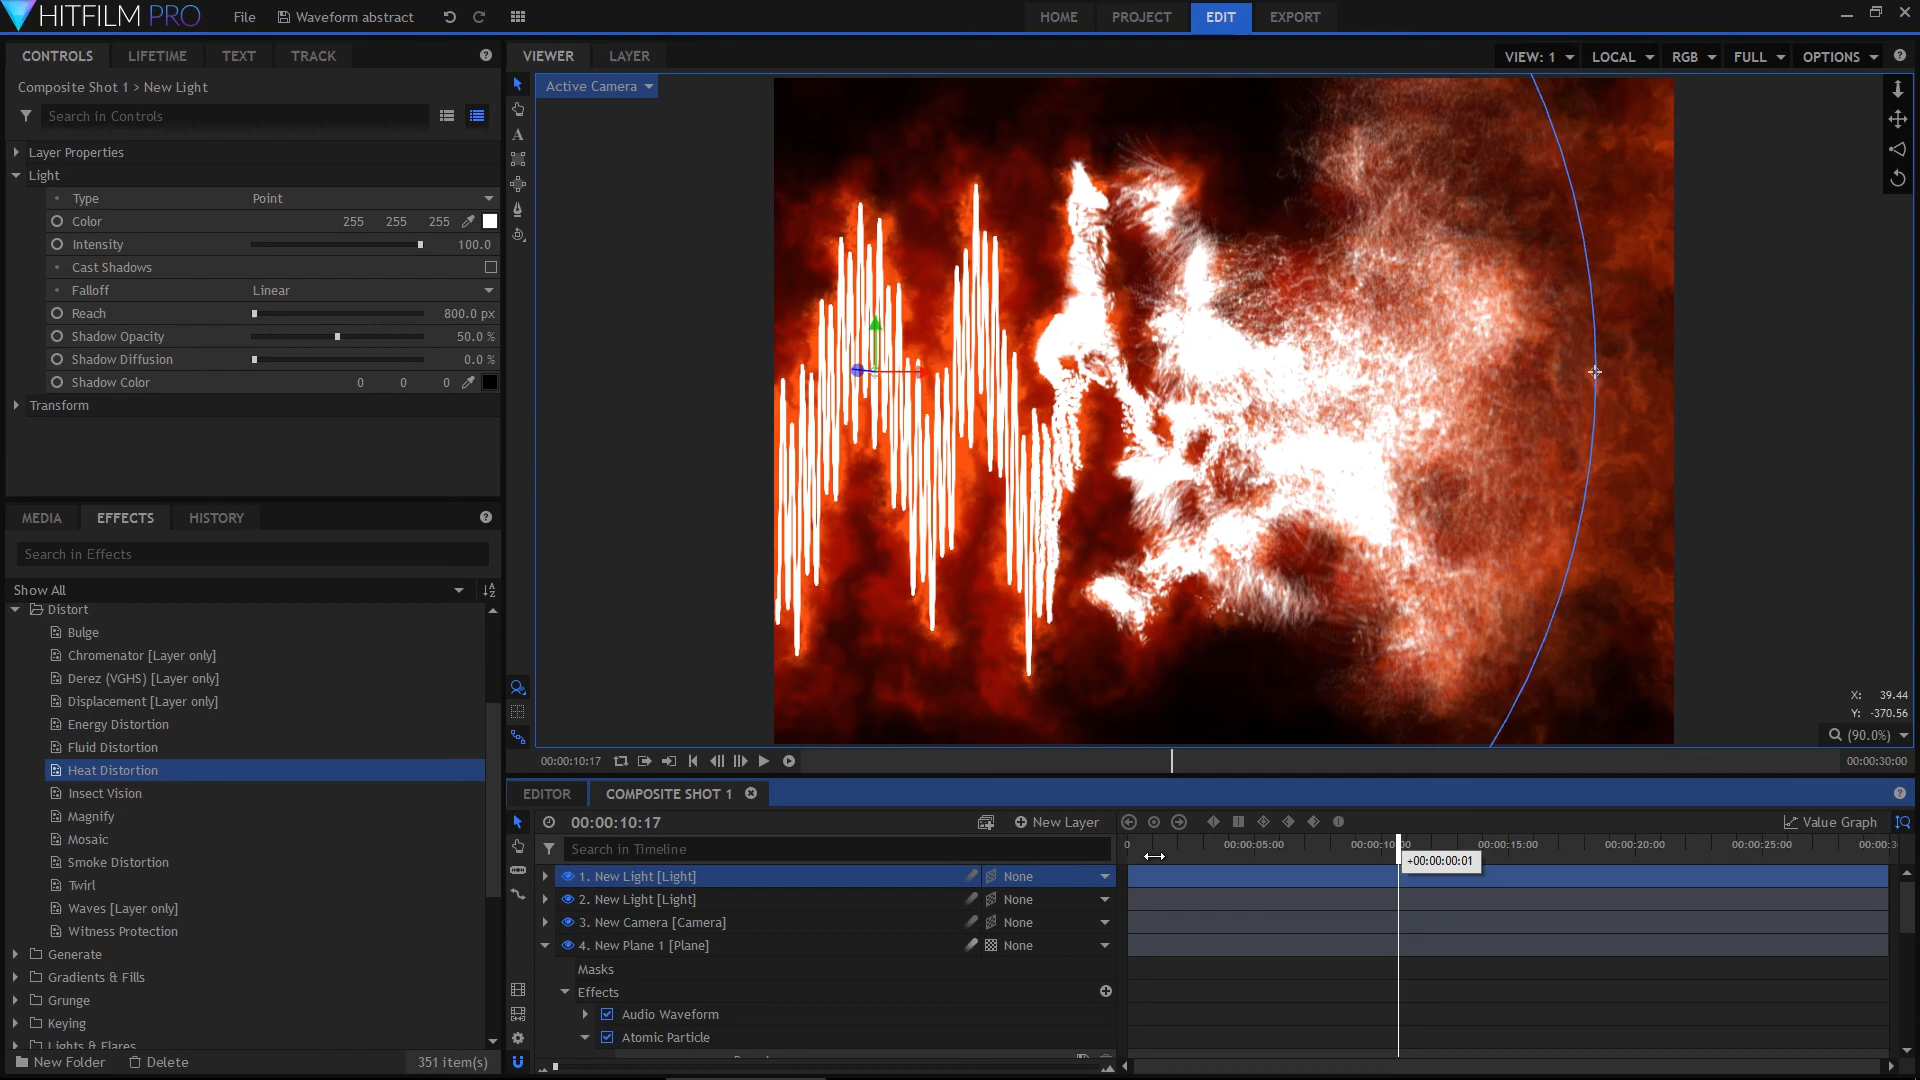 HITFILM PRO
File
Waveform abstract
HOME
PROJECT
EDIT
EXPORT
CONTROLS
LIFETIME
TEXT
TRACK
Composite Shot 1 > New Light
Search in Controls
Layer Properties
Light
Type Point
Color 255 255 255
Intensity 100.0
Cast Shadows
Falloff Linear
Reach 800.0 px
Shadow Opacity 50.0 %
Shadow Diffusion 0.0 %
Shadow Color 0 0 0
Transform
MEDIA
EFFECTS
HISTORY
Search in Effects
Show All
Distort
Bulge
Chromenator [Layer only]
Derez (VGHS) [Layer only]
Displacement [Layer only]
Energy Distortion
Fluid Distortion
Heat Distortion
Insect Vision
Magnify
Mosaic
Smoke Distortion
Twirl
Waves [Layer only]
Witness Protection
Generate
Gradients & Fills
Grunge
Keying
Lights & Flares
New Folder
Delete
351 item(s)
VIEWER
LAYER
VIEW: 1
LOCAL
RGB
FULL
OPTIONS
Active Camera
X: 39.44
Y: -370.56
(90.0%)
00:00:10:17
00:00:30:00
EDITOR
COMPOSITE SHOT 1
00:00:10:17
New Layer
Value Graph
Search in Timeline
0
00:00:05:00
00:00:15:00
00:00:20:00
00:00:25:00
+00:00:00:01
1. New Light [Light] None
2. New Light [Light] None
3. New Camera [Camera] None
4. New Plane 1 [Plane] None
Masks
Effects
Audio Waveform
Atomic Particle